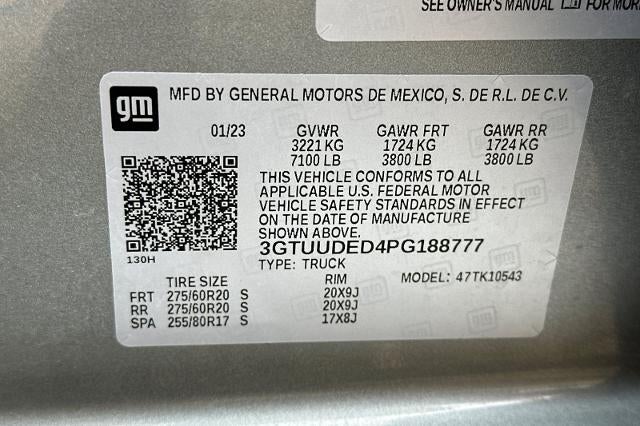 SEE OWNER'S MANUAL FOR MOR
gm MFD BY GENERAL MOTORS DE MEXICO, S. DE R.L. DE C.V.
01/23 GVWR GAWR FRT GAWR RR
3221 KG 1724 KG 1724 KG
7100 LB 3800 LB 3800 LB
THIS VEHICLE CONFORMS TO ALL
APPLICABLE U.S. FEDERAL MOTOR
VEHICLE SAFETY STANDARDS IN EFFECT
ON THE DATE OF MANUFACTURE
SHOWN ABOVE.
3GTUUDED4PG188777
130H TYPE: TRUCK
TIRE SIZE RIM MODEL: 47TK10543
FRT 275/60R20 S 20X9J
RR 275/60R20 S 20X9J
SPA 255/80R17 S 17X8J